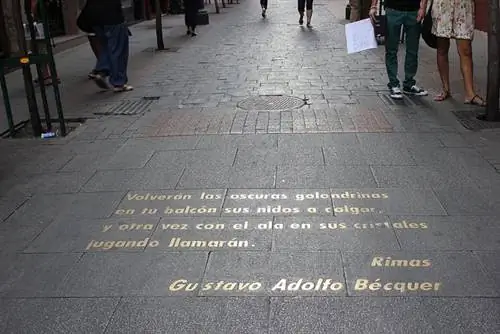 Volverán las oscuras golondrinas
en tu balcón sus nidos a colgar,
y otra vez con el ala en sus cristales
jugando llamarán.
Rimas
Gustavo Adolfo Bécquer